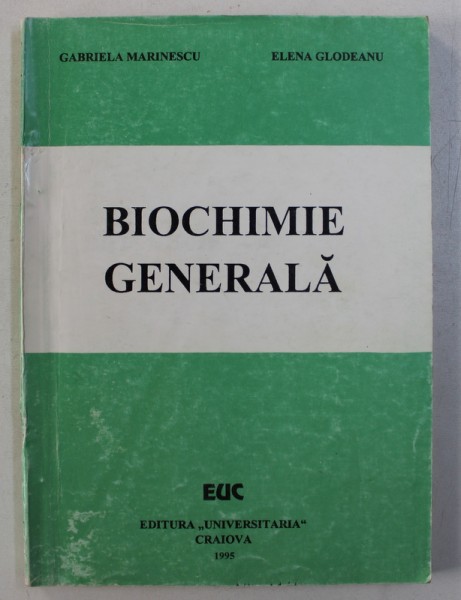 GABRIELA MARINESCU ELENA GLODEANU
BIOCHIMIE
GENERALĂ
EUC
EDITURA „UNIVERSITARIA“
CRAIOVA
1995